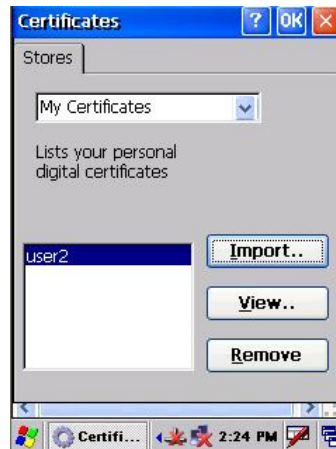 Certificates ? OK ×
Stores
My Certificates
Lists your personal
digital certificates
user2
Import..
View..
Remove
Certifi... 2:24 PM